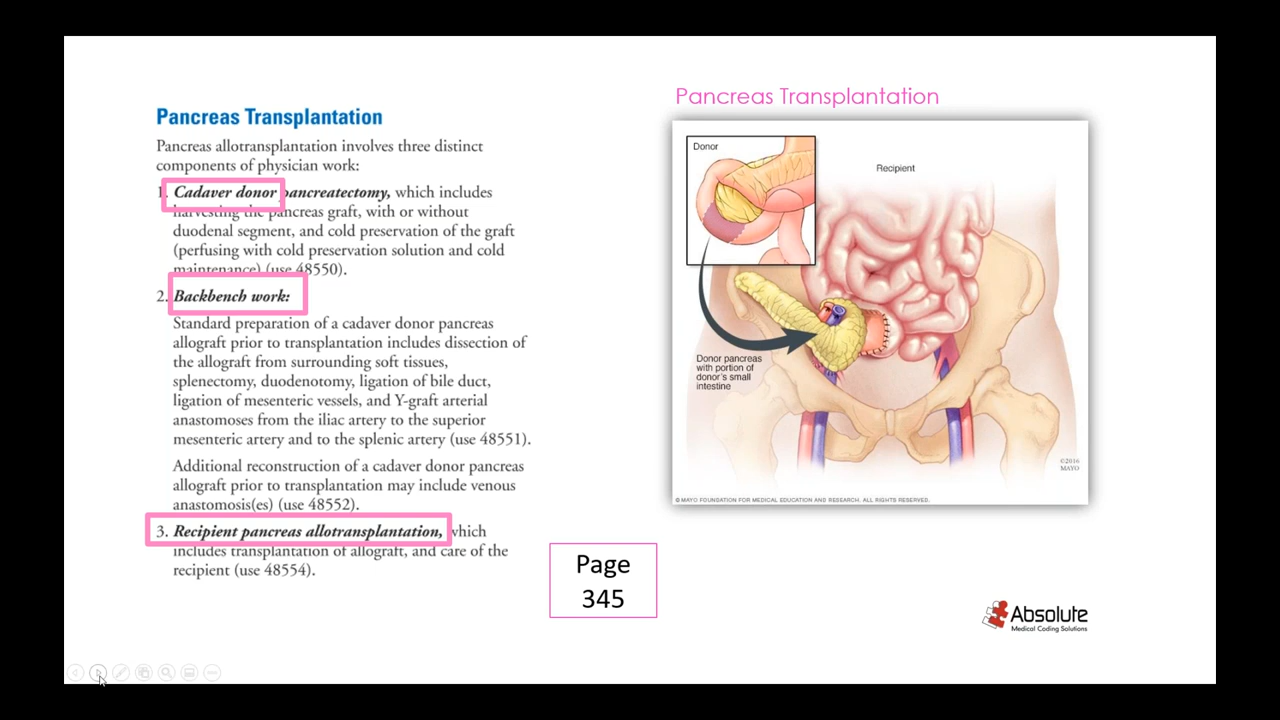 Pancreas Transplantation
Pancreas allotransplantation involves three distinct
components of physician work:
1. Cadaver donor pancreatectomy, which includes
harvesting the pancreas graft, with or without
duodenal segment, and cold preservation of the graft
(perfusing with cold preservation solution and cold
maintenance) (use 48550).
2. Backbench work:
Standard preparation of a cadaver donor pancreas
allograft prior to transplantation includes dissection of
the allograft from surrounding soft tissues,
splenectomy, duodenotomy, ligation of bile duct,
ligation of mesenteric vessels, and Y-graft arterial
anastomoses from the iliac artery to the superior
mesenteric artery and to the splenic artery (use 48551).
Additional reconstruction of a cadaver donor pancreas
allograft prior to transplantation may include venous
anastomosis(es) (use 48552).
3. Recipient pancreas allotransplantation, which
includes transplantation of allograft, and care of the
recipient (use 48554).
Page
345
Pancreas Transplantation
Donor
Recipient
Donor pancreas
with portion of
donor's small
intestine
©2016
MAYO
© MAYO FOUNDATION FOR MEDICAL EDUCATION AND RESEARCH. ALL RIGHTS RESERVED.
Absolute
Medical Coding Solutions